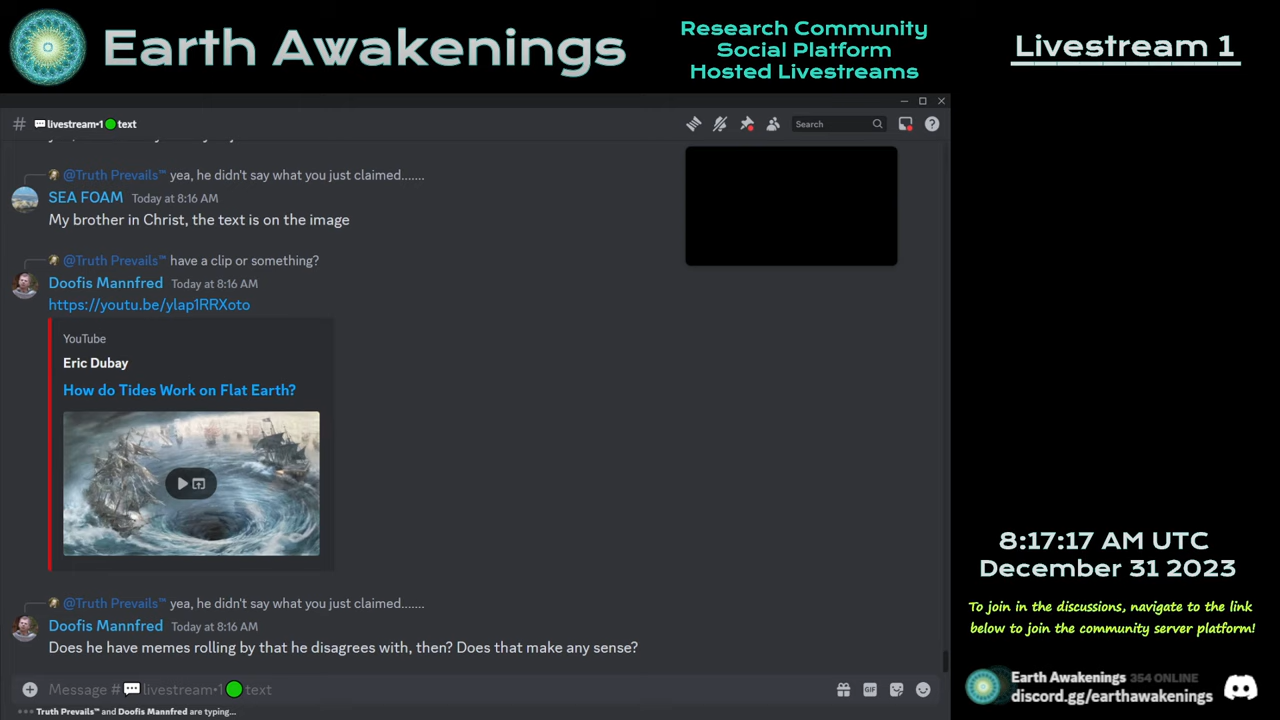 Earth Awakenings
Research Community
Social Platform
Hosted Livestreams
Livestream 1
# livestream•1 text
Search
@Truth Prevails™ yea, he didn't say what you just claimed.......
SEA FOAM Today at 8:16 AM
My brother in Christ, the text is on the image
@Truth Prevails™ have a clip or something?
Doofis Mannfred Today at 8:16 AM
https://youtu.be/ylap1RRXoto
YouTube
Eric Dubay
How do Tides Work on Flat Earth?
@Truth Prevails™ yea, he didn't say what you just claimed.......
Doofis Mannfred Today at 8:16 AM
Does he have memes rolling by that he disagrees with, then? Does that make any sense?
Message # livestream•1 text
Truth Prevails™ and Doofis Mannfred are typing...
8:17:17 AM UTC
December 31 2023
To join in the discussions, navigate to the link
below to join the community server platform!
Earth Awakenings 354 ONLINE
discord.gg/earthawakenings